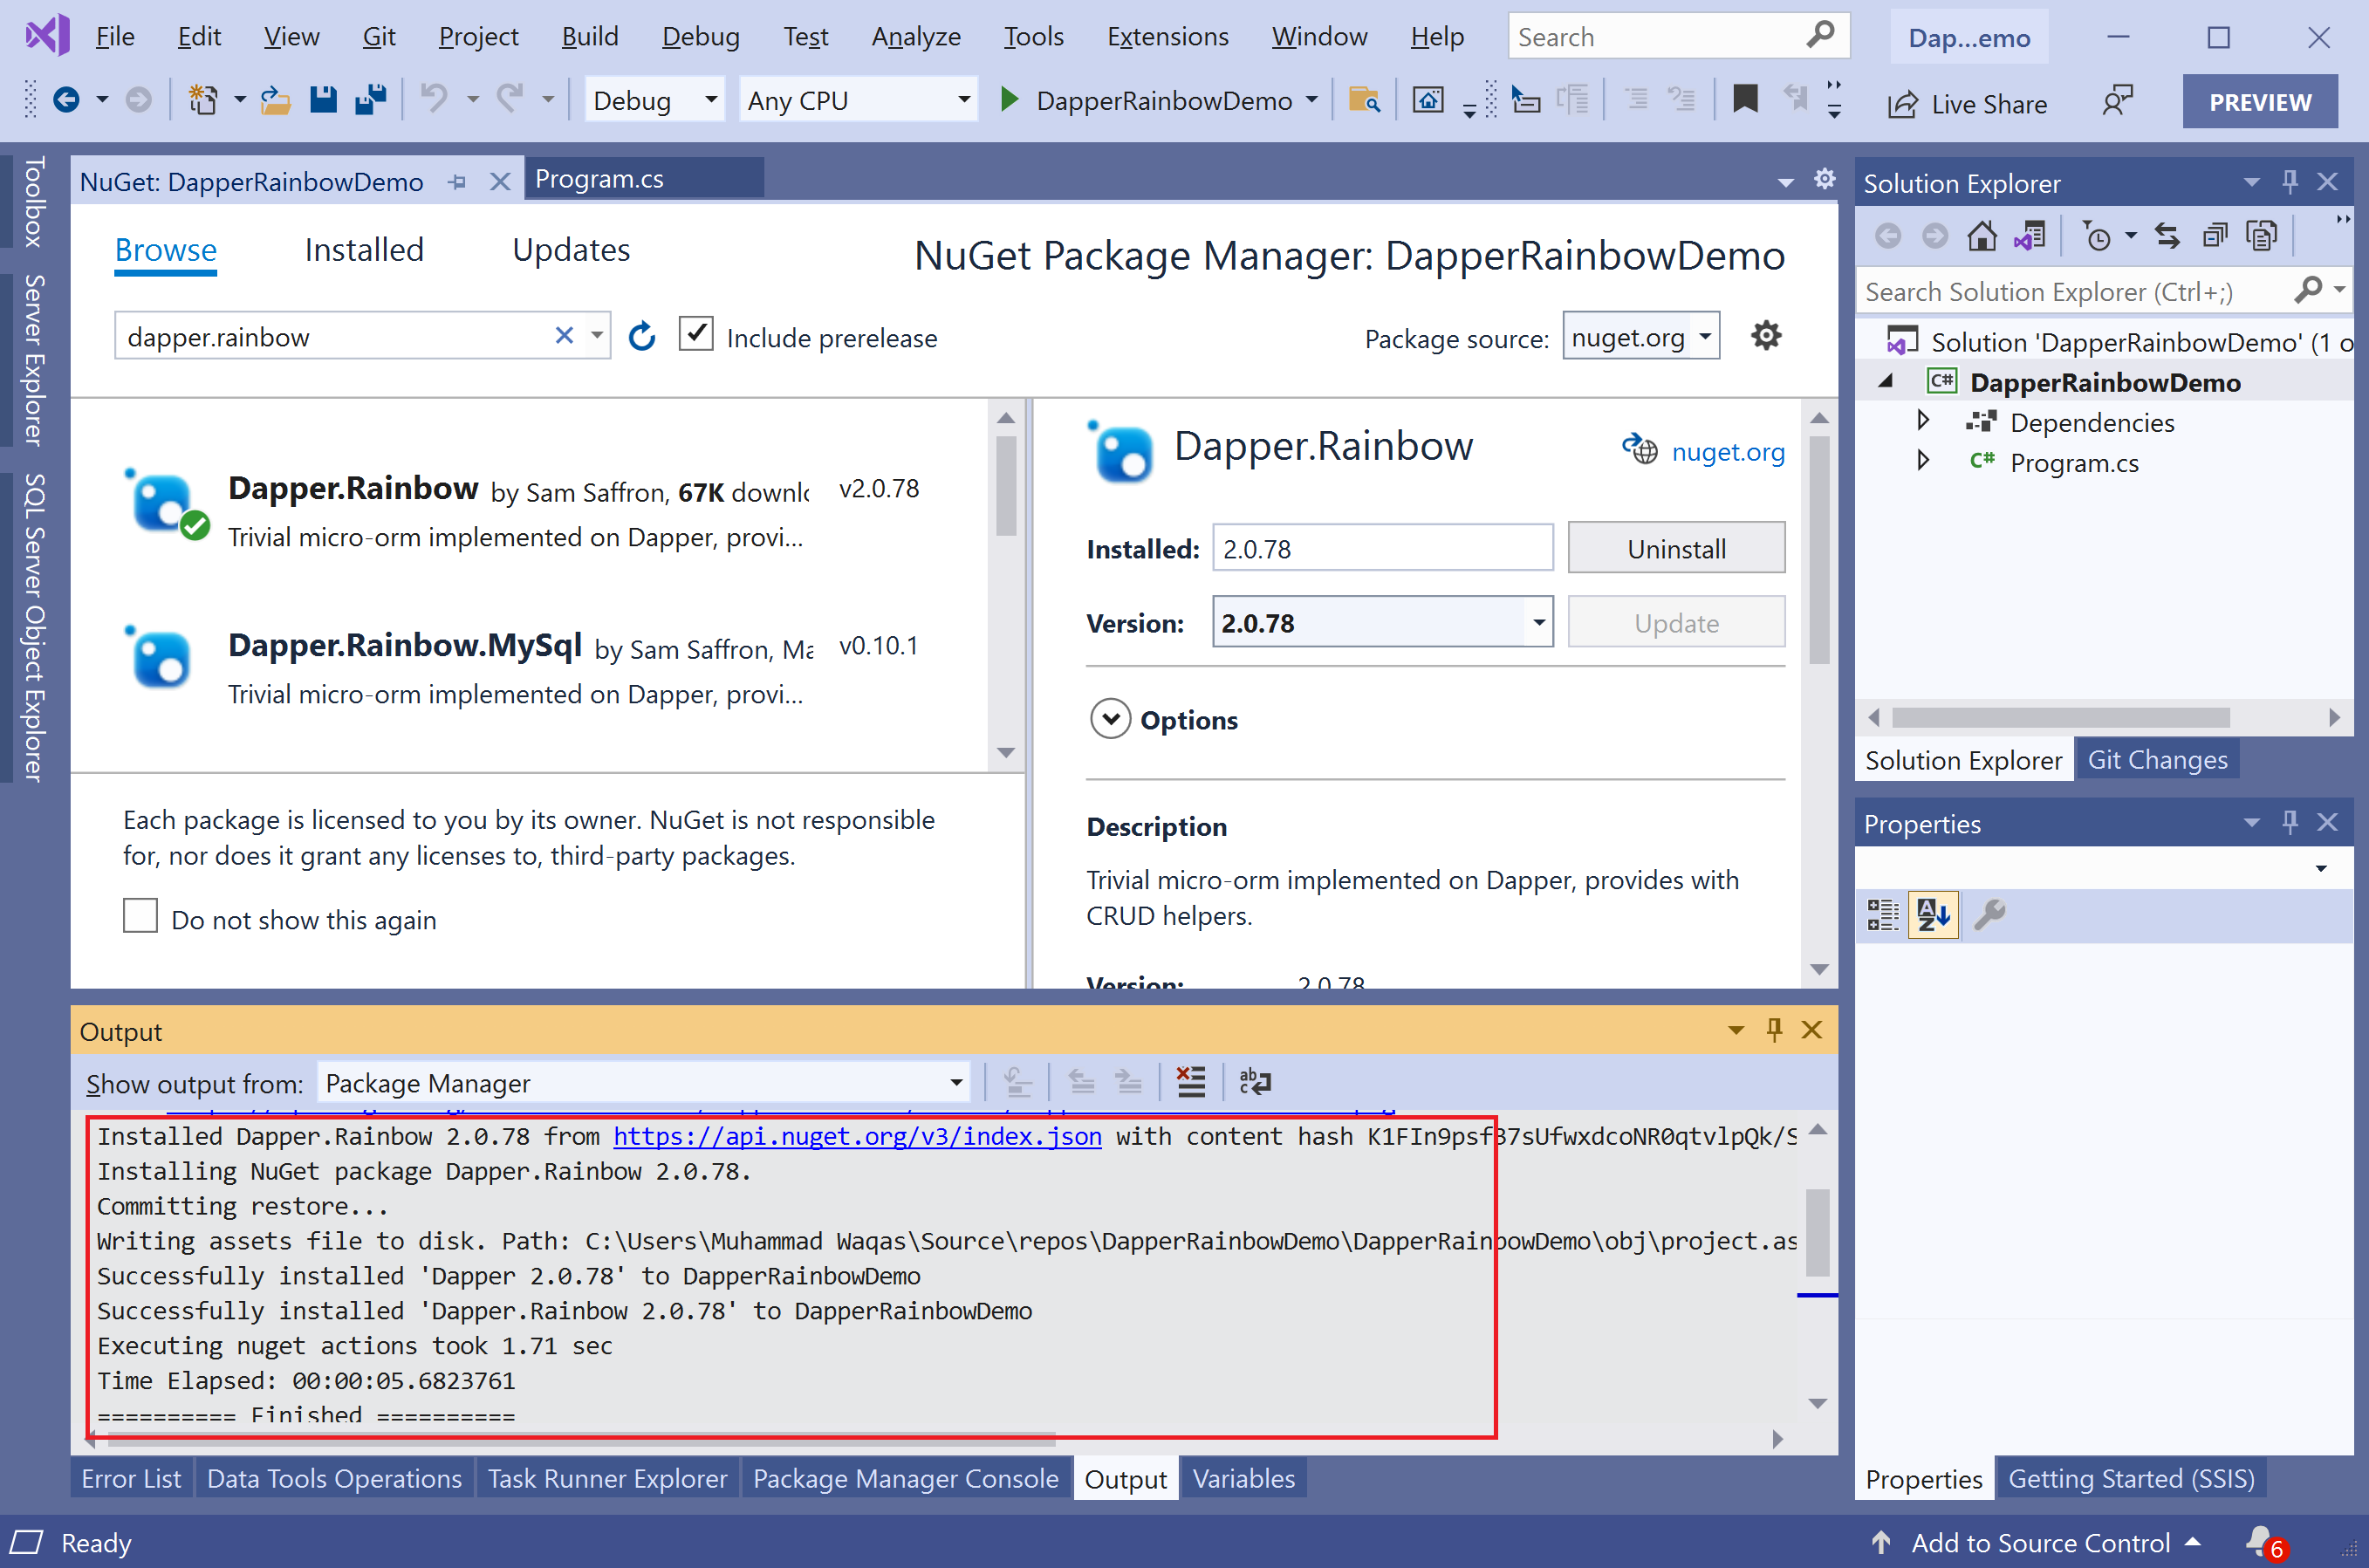 File Edit View Git Project Build Debug Test Analyze Tools Extensions Window Help Search Dap...emo
Debug Any CPU DapperRainbowDemo Live Share PREVIEW
Toolbox
Server Explorer
SQL Server Object Explorer
NuGet: DapperRainbowDemo Program.cs
Browse Installed Updates NuGet Package Manager: DapperRainbowDemo
dapper.rainbow Include prerelease Package source: nuget.org
Dapper.Rainbow by Sam Saffron, 67K v2.0.78
Trivial micro-orm implemented on Dapper, provi...
Dapper.Rainbow.MySql by Sam Saffron, v0.10.1
Trivial micro-orm implemented on Dapper, provi...
Each package is licensed to you by its owner. NuGet is not responsible
for, nor does it grant any licenses to, third-party packages.
Do not show this again
Dapper.Rainbow nuget.org
Installed: 2.0.78 Uninstall
Version: 2.0.78 Update
Options
Description
Trivial micro-orm implemented on Dapper, provides with
CRUD helpers.
Version: 2.0.78
Output
Show output from: Package Manager
Installed Dapper.Rainbow 2.0.78 from https://api.nuget.org/v3/index.json with content hash K1FIn9psfB7sUfwxdcoNR0qtvlpQk/S
Installing NuGet package Dapper.Rainbow 2.0.78.
Committing restore...
Writing assets file to disk. Path: C:\Users\Muhammad Waqas\Source\repos\DapperRainbowDemo\DapperRainbowDemo\obj\project.as
Successfully installed 'Dapper 2.0.78' to DapperRainbowDemo
Successfully installed 'Dapper.Rainbow 2.0.78' to DapperRainbowDemo
Executing nuget actions took 1.71 sec
Time Elapsed: 00:00:05.6823761
========== Finished ==========
Error List Data Tools Operations Task Runner Explorer Package Manager Console Output Variables
Solution Explorer
Search Solution Explorer (Ctrl+;)
Solution 'DapperRainbowDemo' (1 o
C# DapperRainbowDemo
Dependencies
C# Program.cs
Solution Explorer Git Changes
Properties
Properties Getting Started (SSIS)
Ready Add to Source Control 6